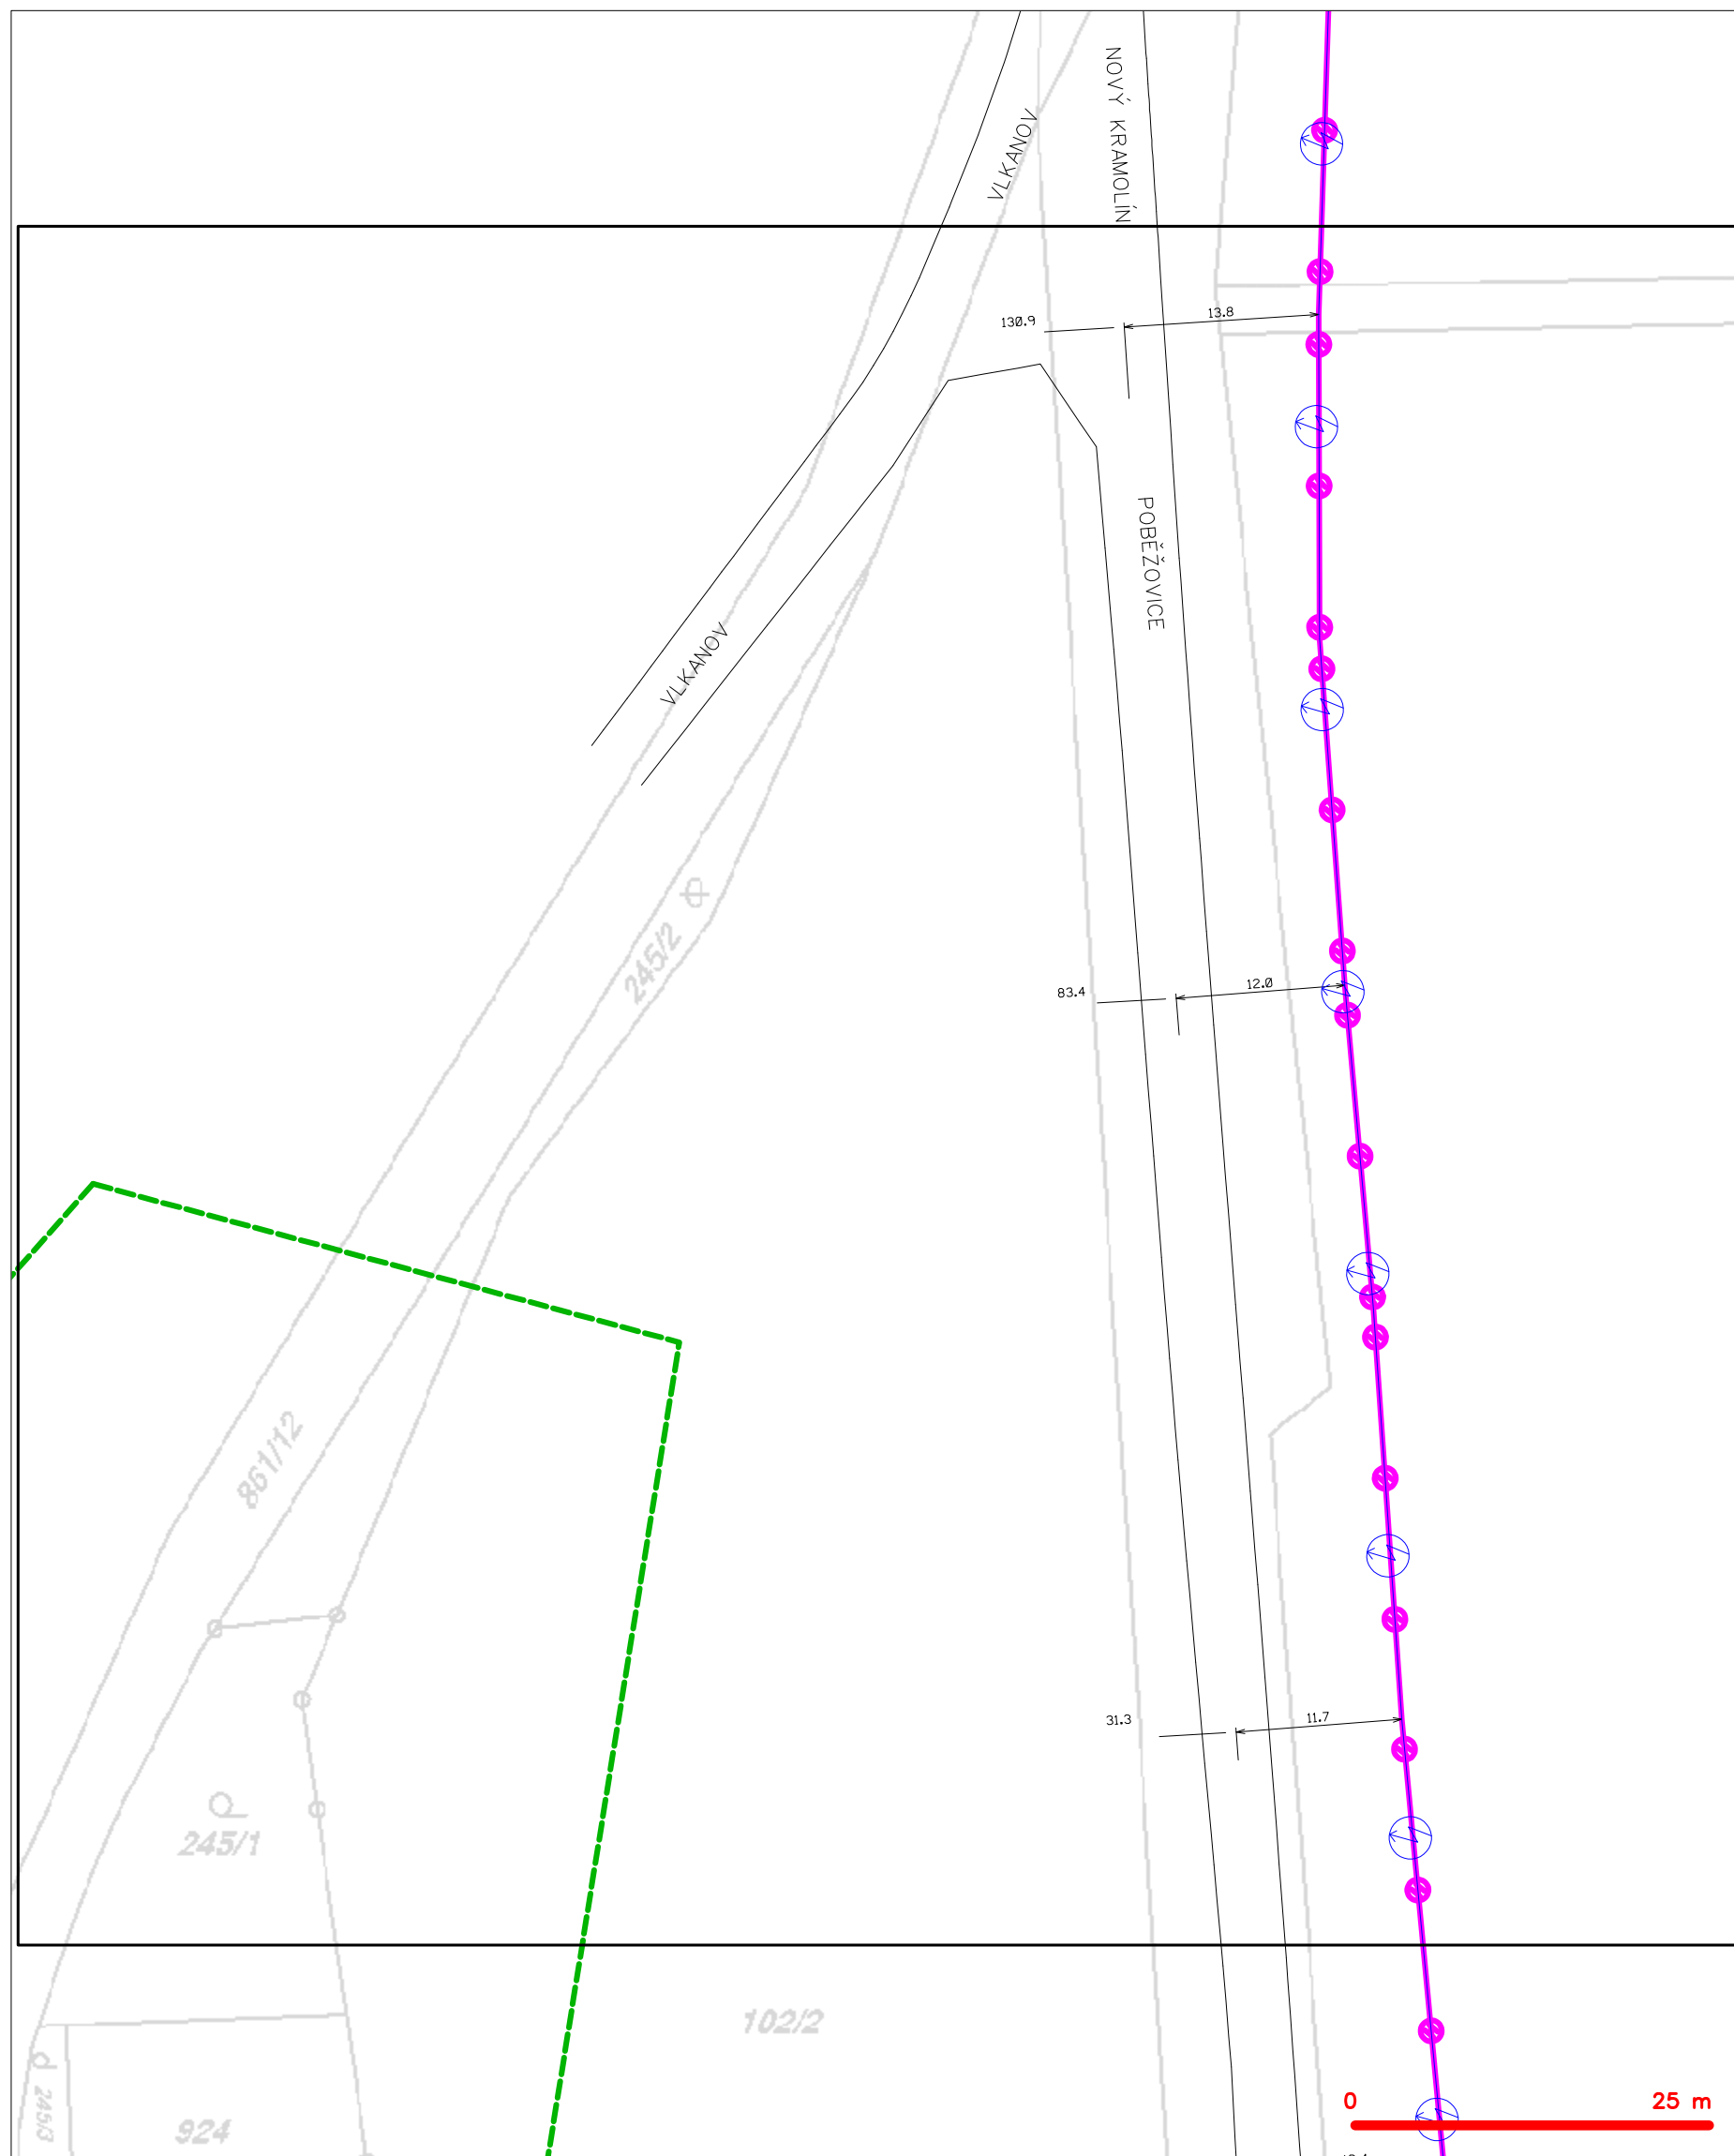 NOVÝ KRAMOLÍN
VLKANOV
130.9
13.8
POBĚŽOVICE
VLKANOV
245/2
83.4
12.0
861/12
31.3
11.7
245/1
102/2
245/3
924
0
25 m